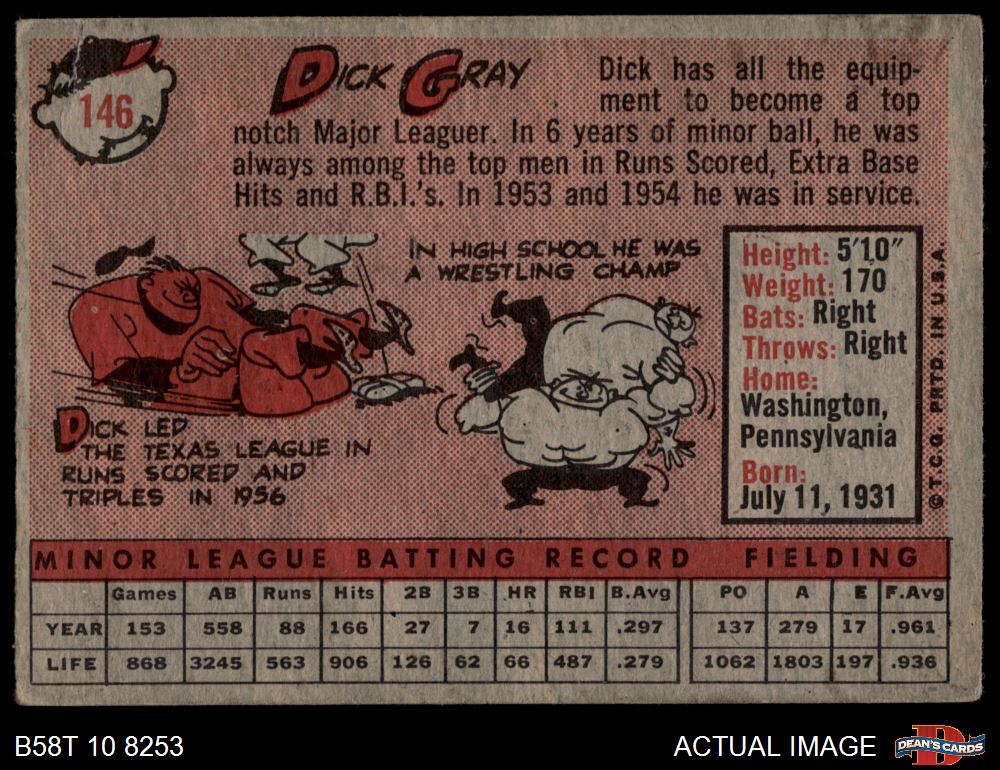 146
DICK GRAY
Dick has all the equip-
ment to become a top
notch Major Leaguer. In 6 years of minor ball, he was
always among the top men in Runs Scored, Extra Base
Hits and R.B.I.'s. In 1953 and 1954 he was in service.
IN HIGH SCHOOL HE WAS
A WRESTLING CHAMP
DICK LED
THE TEXAS LEAGUE IN
RUNS SCORED AND
TRIPLES IN 1956
Height: 5'10"
Weight: 170
Bats: Right
Throws: Right
Home:
Washington,
Pennsylvania
Born:
July 11, 1931
© T.C.G. PRTD. IN U.S.A.
MINOR LEAGUE BATTING RECORD FIELDING
Games AB Runs Hits 2B 3B HR RBI B.Avg PO A E F.Avg
YEAR 153 558 88 166 27 7 16 111 .297 137 279 17 .961
LIFE 868 3245 563 906 126 62 66 487 .279 1062 1803 197 .936
B58T 10 8253
ACTUAL IMAGE
DEAN'S CARDS